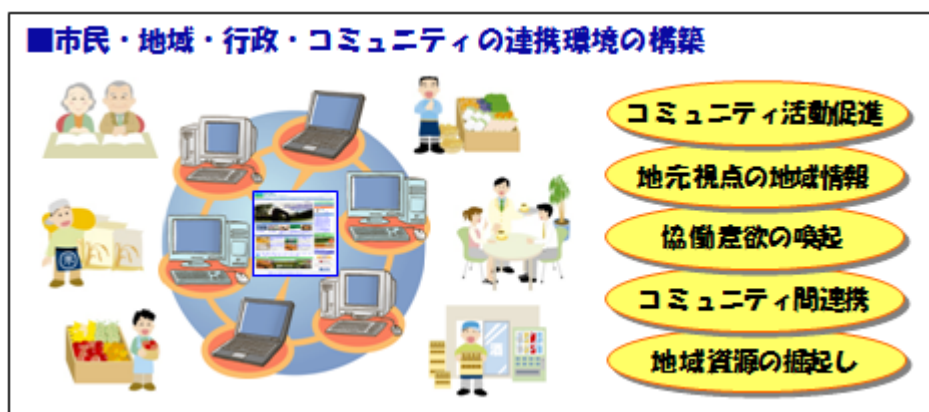 ■市民・地域・行政・コミュニティの連携環境の構築
コミュニティ活動促進
地元視点の地域情報
協働意欲の喚起
コミュニティ間連携
地域資源の掘起し